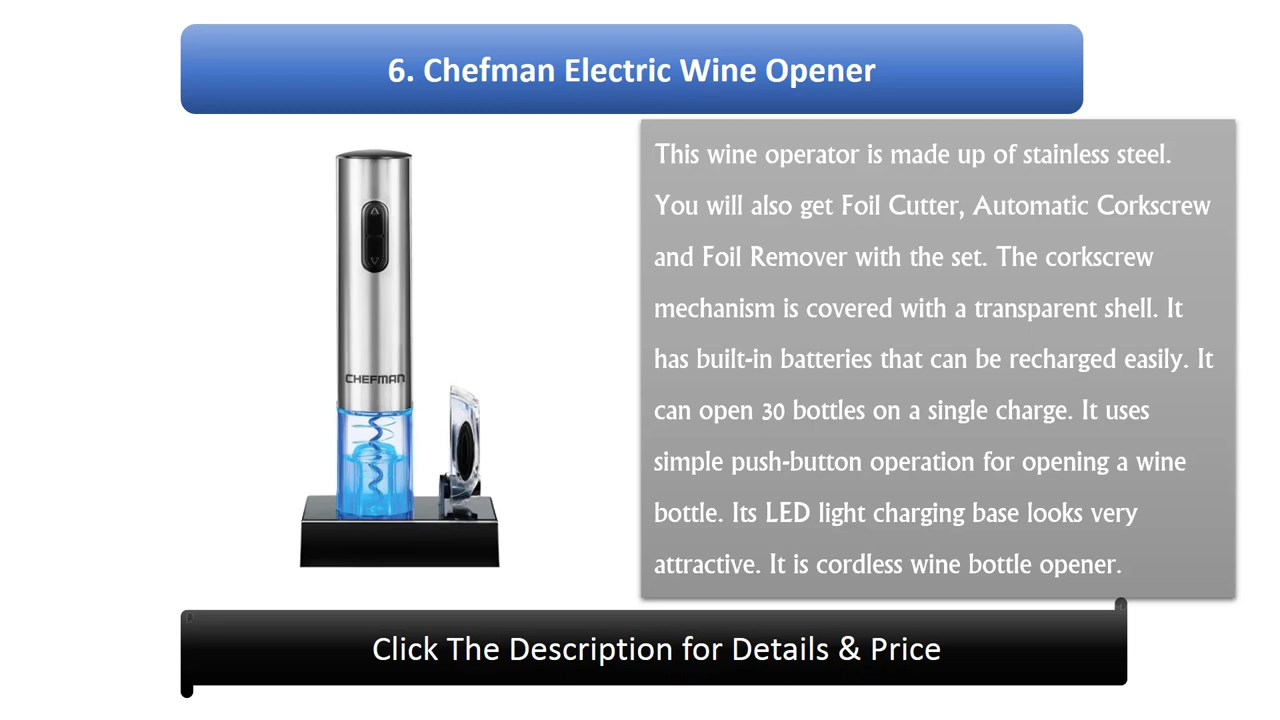 6. Chefman Electric Wine Opener
This wine operator is made up of stainless steel.
You will also get Foil Cutter, Automatic Corkscrew
and Foil Remover with the set. The corkscrew
mechanism is covered with a transparent shell. It
has built-in batteries that can be recharged easily. It
can open 30 bottles on a single charge. It uses
simple push-button operation for opening a wine
bottle. Its LED light charging base looks very
attractive. It is cordless wine bottle opener.
CHEFMAN
Click The Description for Details & Price